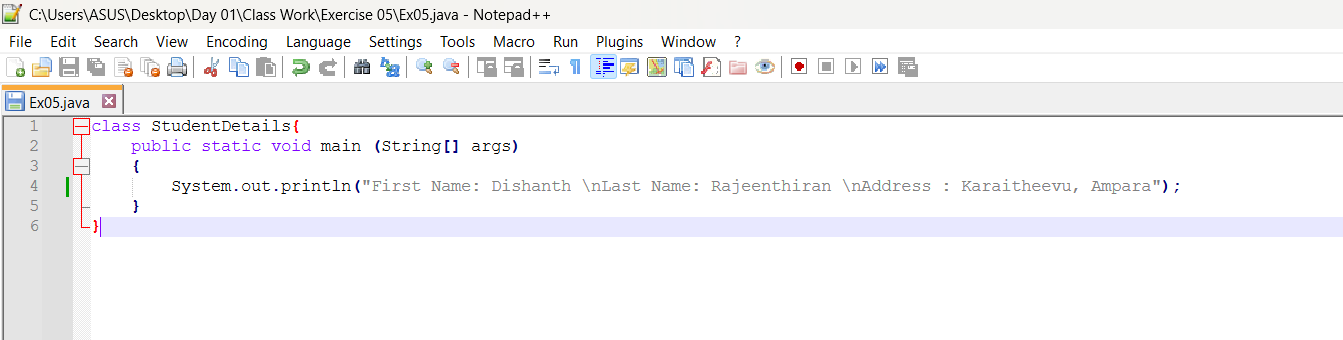 C:\Users\ASUS\Desktop\Day 01\Class Work\Exercise 05\Ex05.java - Notepad++
File Edit Search View Encoding Language Settings Tools Macro Run Plugins Window ?
Ex05.java
1 class StudentDetails{
2 public static void main (String[] args)
3 {
4 System.out.println("First Name: Dishanth \nLast Name: Rajeenthiran \nAddress : Karaitheevu, Ampara");
5 }
6 }